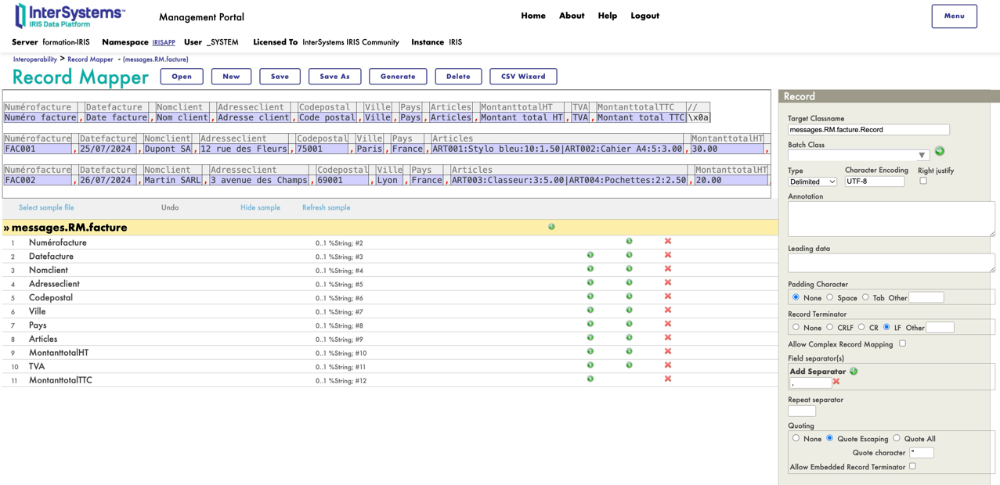 InterSystems™
IRIS Data Platform
Management Portal
Home About Help Logout
Menu
Server formation-IRIS Namespace IRISAPP User _SYSTEM Licensed To InterSystems IRIS Community Instance IRIS
Interoperability > Record Mapper - (messages.RM.facture)
Record Mapper
Open New Save Save As Generate Delete CSV Wizard
Numérofacture Datefacture Nomclient Adresseclient Codepostal Ville Pays Articles MontanttotalHT TVA MontanttotalTTC //
Numéro facture,Date facture,Nom client,Adresse client,Code postal,Ville,Pays,Articles,Montant total HT,TVA,Montant total TTC\x0a
Numérofacture Datefacture Nomclient Adresseclient Codepostal Ville Pays Articles MontanttotalHT
FAC001,25/07/2024,Dupont SA,12 rue des Fleurs,75001,Paris,France,ART001:Stylo bleu:10:1.50|ART002:Cahier A4:5:3.00,30.00,
Numérofacture Datefacture Nomclient Adresseclient Codepostal Ville Pays Articles MontanttotalHT
FAC002,26/07/2024,Martin SARL,3 avenue des Champs,69001,Lyon,France,ART003:Classeur:3:5.00|ART004:Pochettes:2:2.50,20.00
Select sample file Undo Hide sample Refresh sample
» messages.RM.facture
1 Numérofacture 0..1 %String; #2
2 Datefacture 0..1 %String; #3
3 Nomclient 0..1 %String; #4
4 Adresseclient 0..1 %String; #5
5 Codepostal 0..1 %String; #6
6 Ville 0..1 %String; #7
7 Pays 0..1 %String; #8
8 Articles 0..1 %String; #9
9 MontanttotalHT 0..1 %String; #10
10 TVA 0..1 %String; #11
11 MontanttotalTTC 0..1 %String; #12
Record
Target Classname
messages.RM.facture.Record
Batch Class
Type Character Encoding Right justify
Delimited UTF-8
Annotation
Leading data
Padding Character
None Space Tab Other
Record Terminator
None CRLF CR LF Other
Allow Complex Record Mapping
Field separator(s)
Add Separator
,
Repeat separator
Quoting
None Quote Escaping Quote All
Quote character "
Allow Embedded Record Terminator